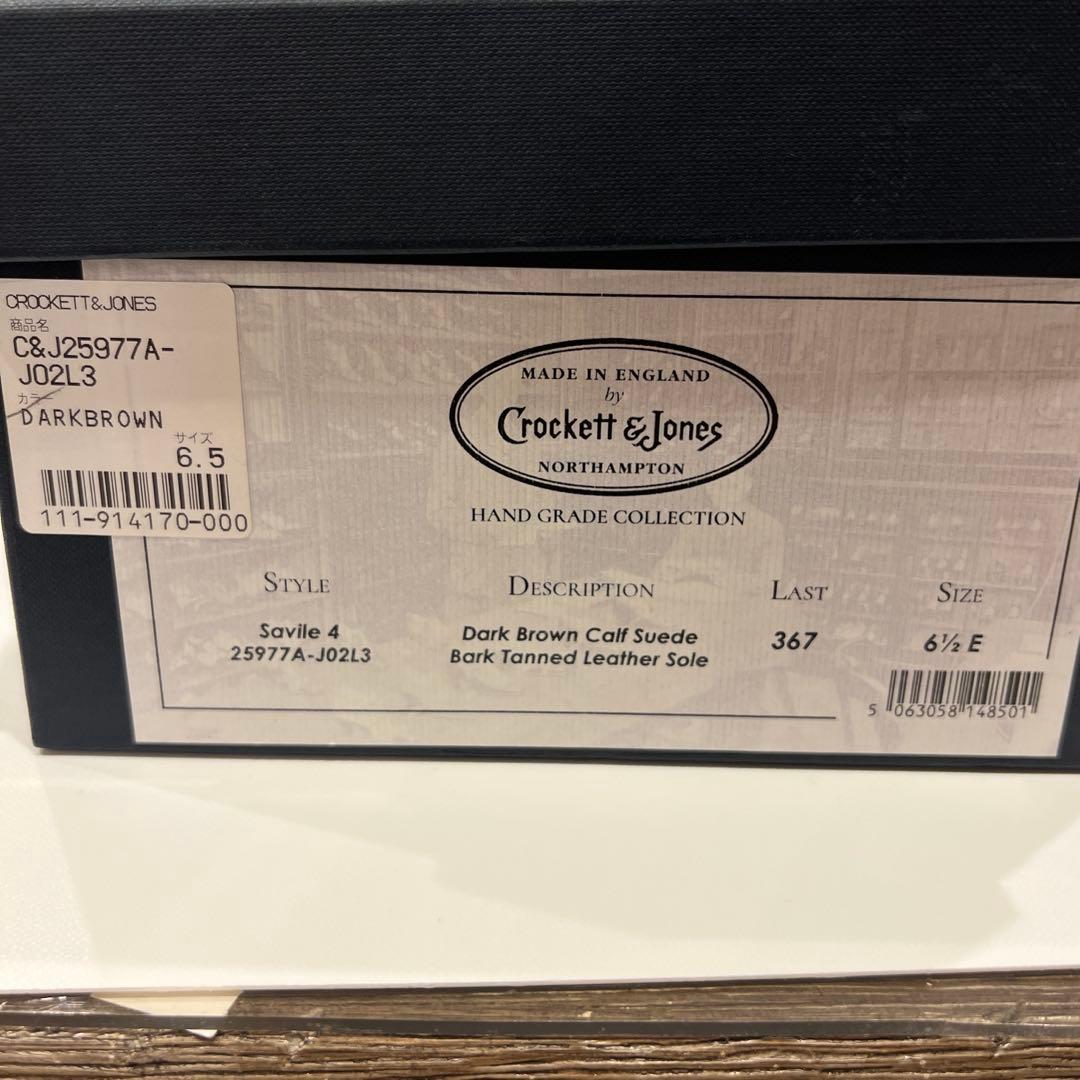 CROCKETT&JONES
商品名
C&J25977A-
J02L3
カラー
DARKBROWN
サイズ
6.5
111-914170-000
MADE IN ENGLAND
by
Crockett & Jones
NORTHAMPTON
HAND GRADE COLLECTION
STYLE DESCRIPTION LAST SIZE
Savile 4 Dark Brown Calf Suede 367 6½ E
25977A-J02L3 Bark Tanned Leather Sole
5 063058 148501